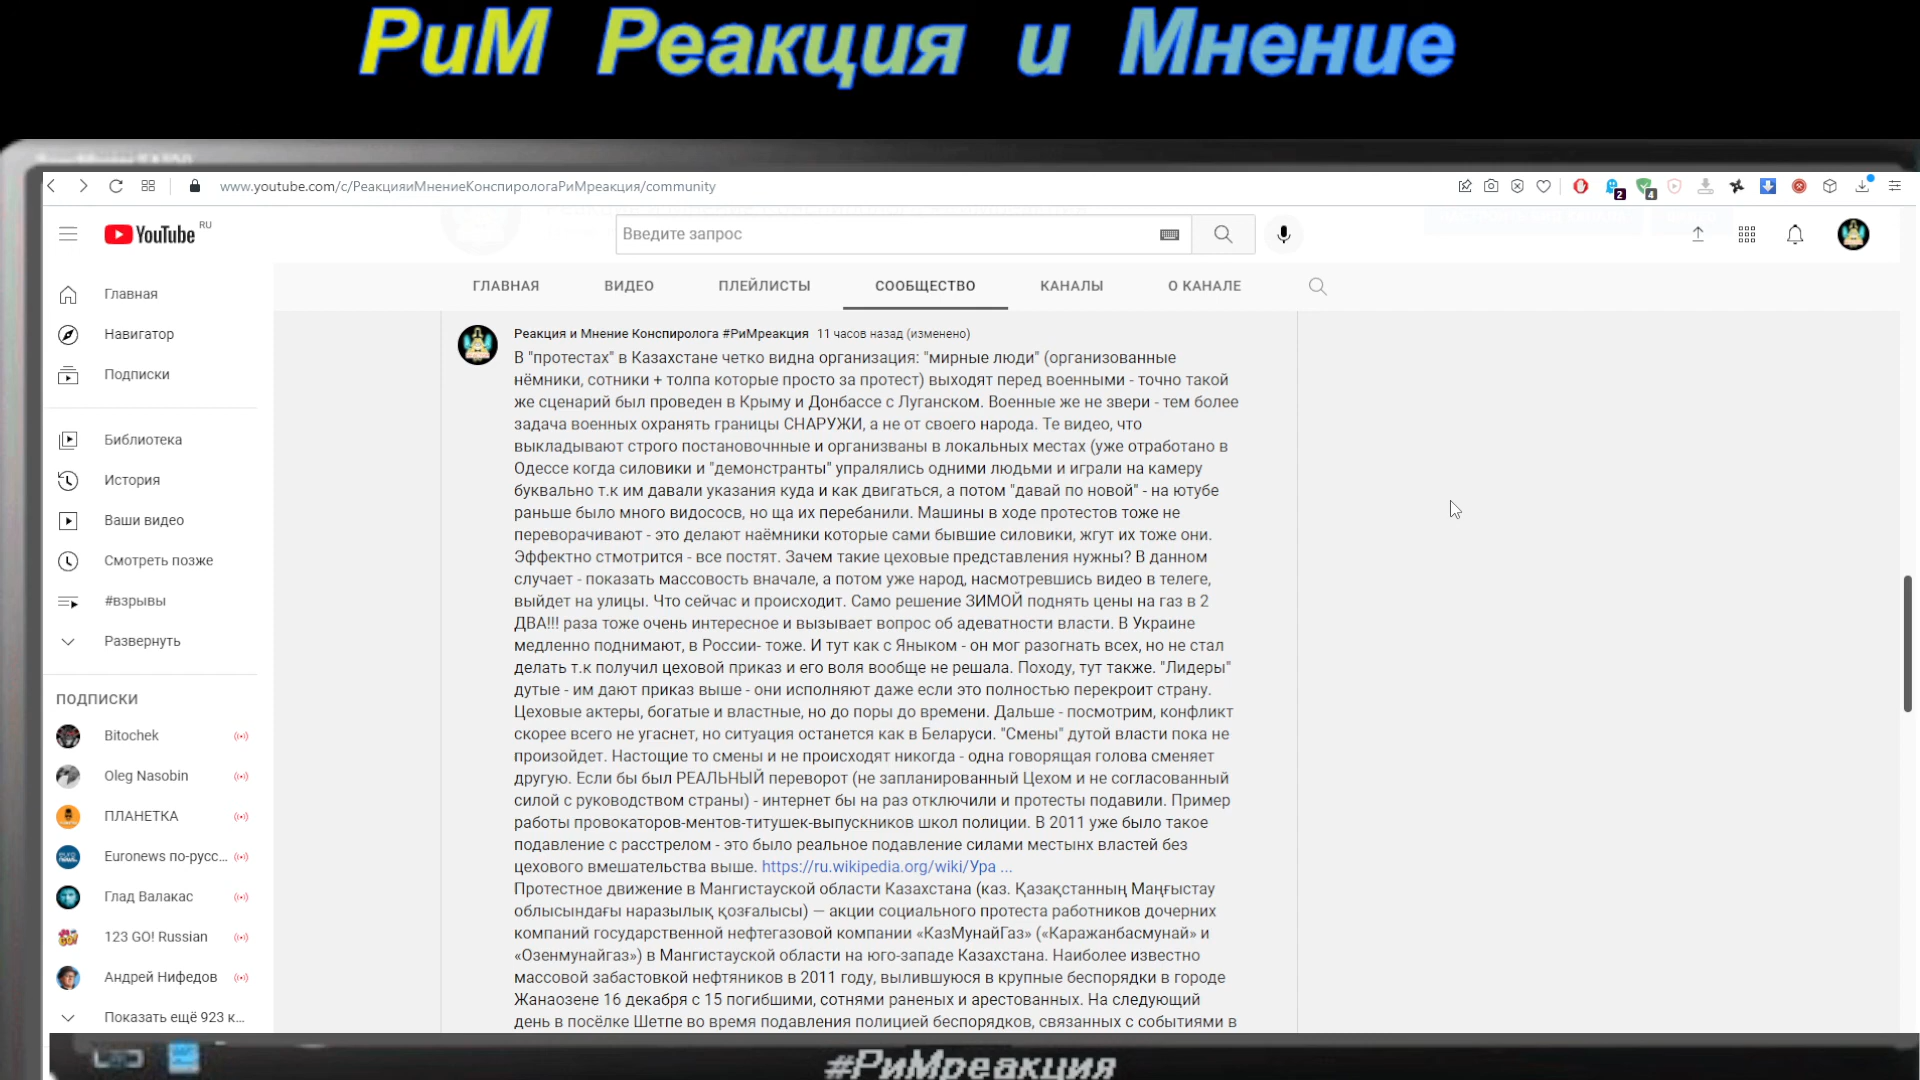 РиМ Реакция и Мнение
www.youtube.com/c/РеакцияиМнениеКонспирологаРиМреакция/community
2
4
YouTube RU
Введите запрос
ГЛАВНАЯ ВИДЕО ПЛЕЙЛИСТЫ СООБЩЕСТВО КАНАЛЫ О КАНАЛЕ
Главная
Навигатор
Подписки
Библиотека
История
Ваши видео
Смотреть позже
#взрывы
Развернуть
ПОДПИСКИ
Bitochek
Oleg Nasobin
ПЛАНЕТКА
Euronews по-русс...
Глад Валакас
123 GO! Russian
Андрей Нифедов
Показать ещё 923 к...
Реакция и Мнение Конспиролога #РиМреакция 11 часов назад (изменено)
В "протестах" в Казахстане четко видна организация: "мирные люди" (организованные
нёмники, сотники + толпа которые просто за протест) выходят перед военными - точно такой
же сценарий был проведен в Крыму и Донбассе с Луганском. Военные же не звери - тем более
задача военных охранять границы СНАРУЖИ, а не от своего народа. Те видео, что
выкладывают строго постановочнные и организваны в локальных местах (уже отработано в
Одессе когда силовики и "демонстранты" упралялись одними людьми и играли на камеру
буквально т.к им давали указания куда и как двигаться, а потом "давай по новой" - на ютубе
раньше было много видососв, но ща их перебанили. Машины в ходе протестов тоже не
переворачивают - это делают наёмники которые сами бывшие силовики, жгут их тоже они.
Эффектно стмотрится - все постят. Зачем такие цеховые представления нужны? В данном
случает - показать массовость вначале, а потом уже народ, насмотревшись видео в телеге,
выйдет на улицы. Что сейчас и происходит. Само решение ЗИМОЙ поднять цены на газ в 2
ДВА!!! раза тоже очень интересное и вызывает вопрос об адеватности власти. В Украине
медленно поднимают, в России- тоже. И тут как с Яныком - он мог разогнать всех, но не стал
делать т.к получил цеховой приказ и его воля вообще не решала. Походу, тут также. "Лидеры"
дутые - им дают приказ выше - они исполняют даже если это полностью перекроит страну.
Цеховые актеры, богатые и властные, но до поры до времени. Дальше - посмотрим, конфликт
скорее всего не угаснет, но ситуация останется как в Беларуси. "Смены" дутой власти пока не
произойдет. Настощие то смены и не происходят никогда - одна говорящая голова сменяет
другую. Если бы был РЕАЛЬНЫЙ переворот (не запланированный Цехом и не согласованный
силой с руководством страны) - интернет бы на раз отключили и протесты подавили. Пример
работы провокаторов-ментов-титушек-выпускников школ полиции. В 2011 уже было такое
подавление с расстрелом - это было реальное подавление силами местынх властей без
цехового вмешательства выше. https://ru.wikipedia.org/wiki/Ура ...
Протестное движение в Мангистауской области Казахстана (каз. Қазақстанның Маңғыстау
облысындағы наразылық қозғалысы) — акции социального протеста работников дочерних
компаний государственной нефтегазовой компании «КазМунайГаз» («Каражанбасмунай» и
«Озенмунайгаз») в Мангистауской области на юго-западе Казахстана. Наиболее известно
массовой забастовкой нефтяников в 2011 году, вылившуюся в крупные беспорядки в городе
Жанаозене 16 декабря с 15 погибшими, сотнями раненых и арестованных. На следующий
день в посёлке Шетпе во время подавления полицией беспорядков, связанных с событиями в
#РиМреакция